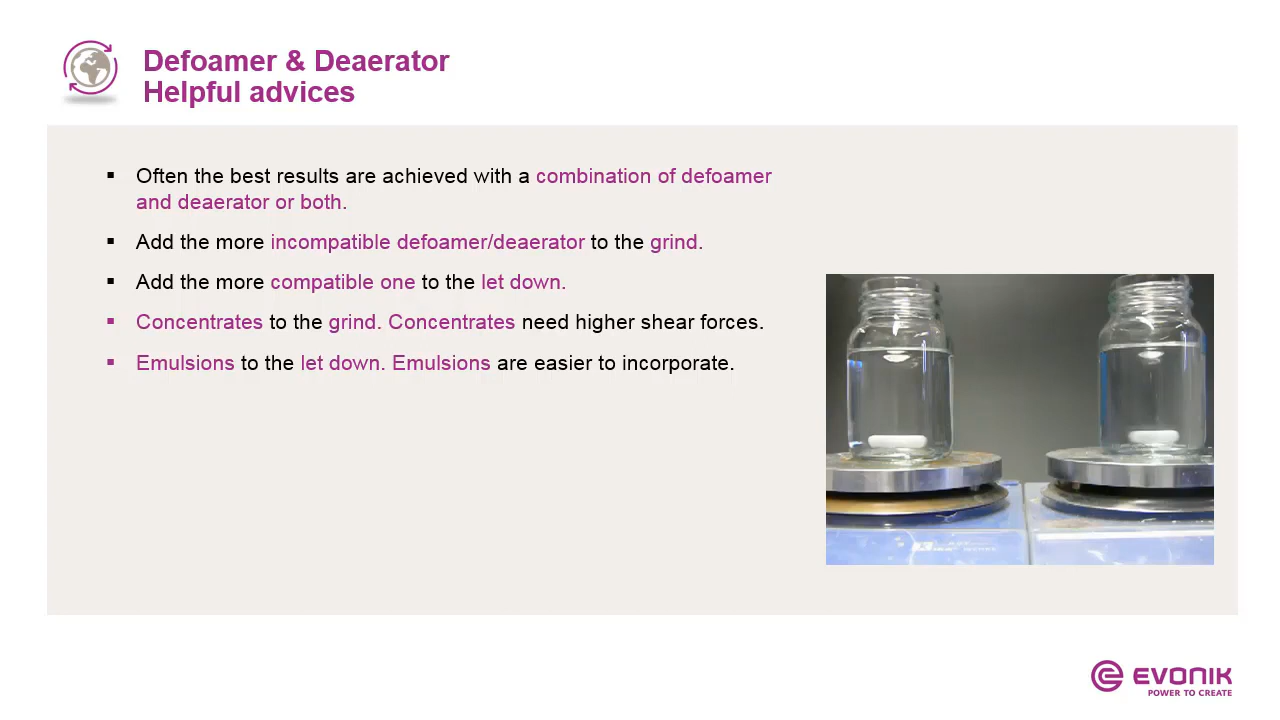 Defoamer & Deaerator
Helpful advices
▪ Often the best results are achieved with a combination of defoamer
and deaerator or both.
▪ Add the more incompatible defoamer/deaerator to the grind.
▪ Add the more compatible one to the let down.
▪ Concentrates to the grind. Concentrates need higher shear forces.
▪ Emulsions to the let down. Emulsions are easier to incorporate.
EVONIK
POWER TO CREATE